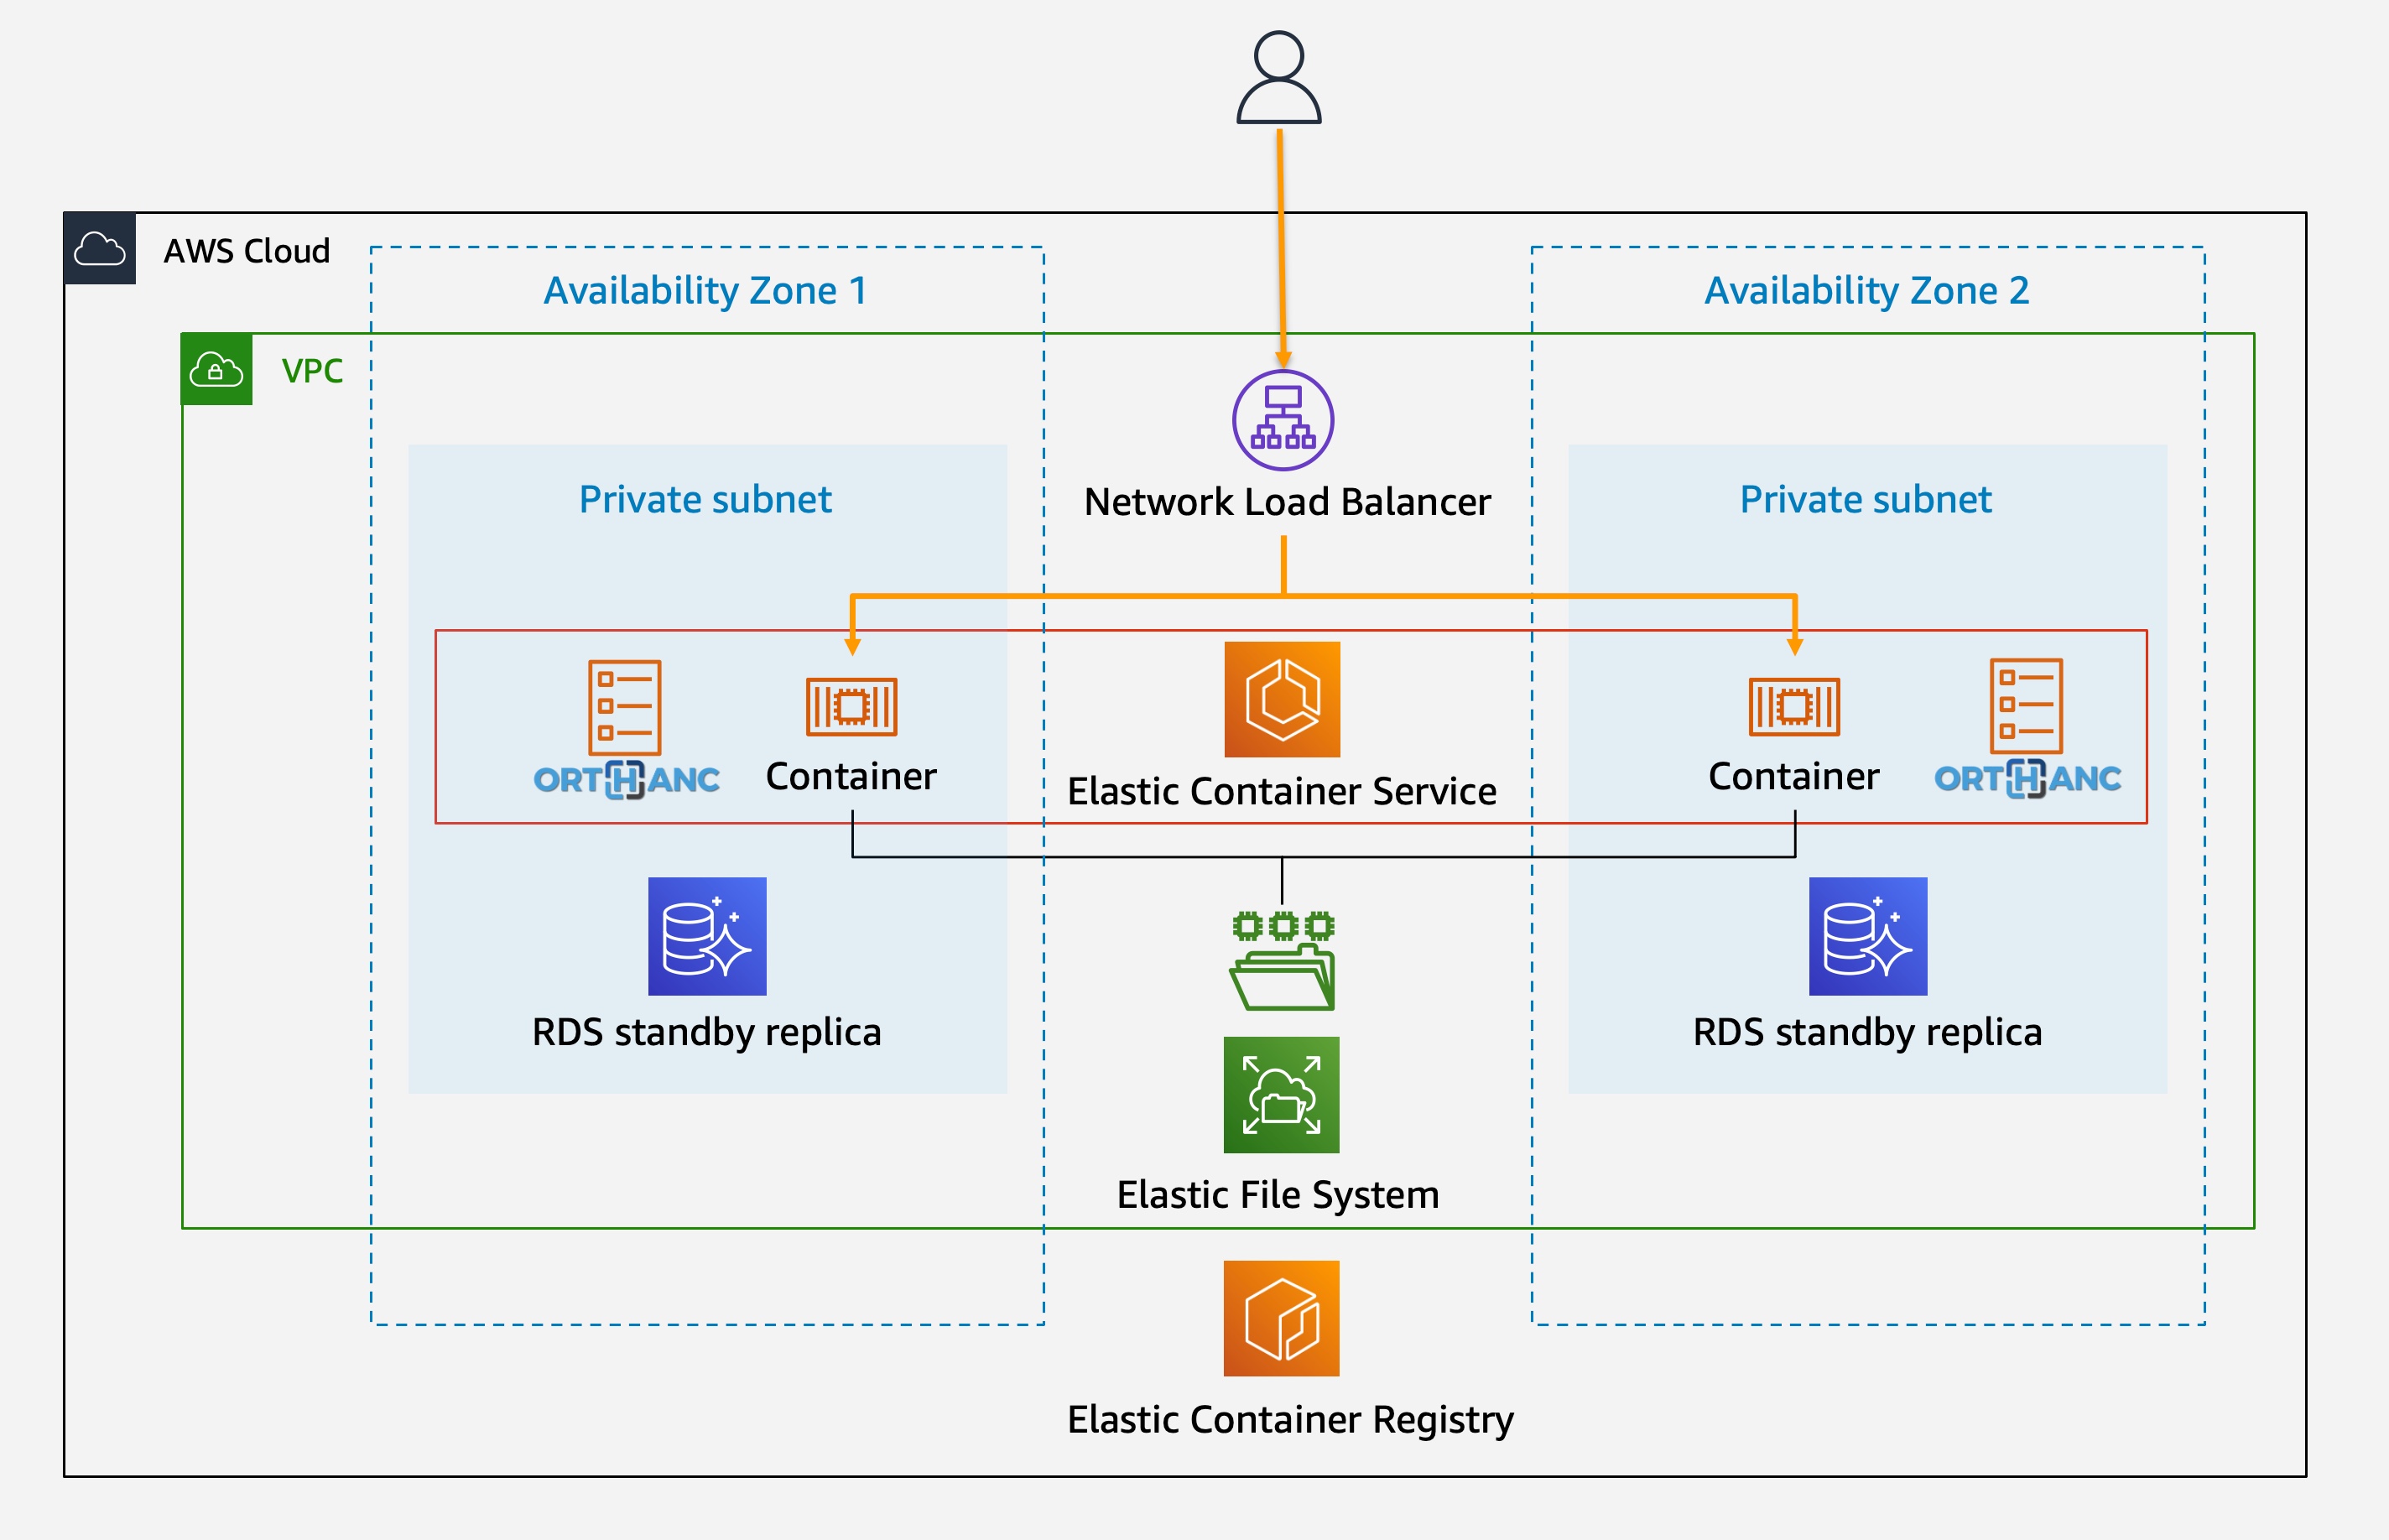 AWS Cloud
Availability Zone 1
Availability Zone 2
VPC
Private subnet
Network Load Balancer
Private subnet
ORTHANC
Container
Elastic Container Service
Container
ORTHANC
RDS standby replica
RDS standby replica
Elastic File System
Elastic Container Registry